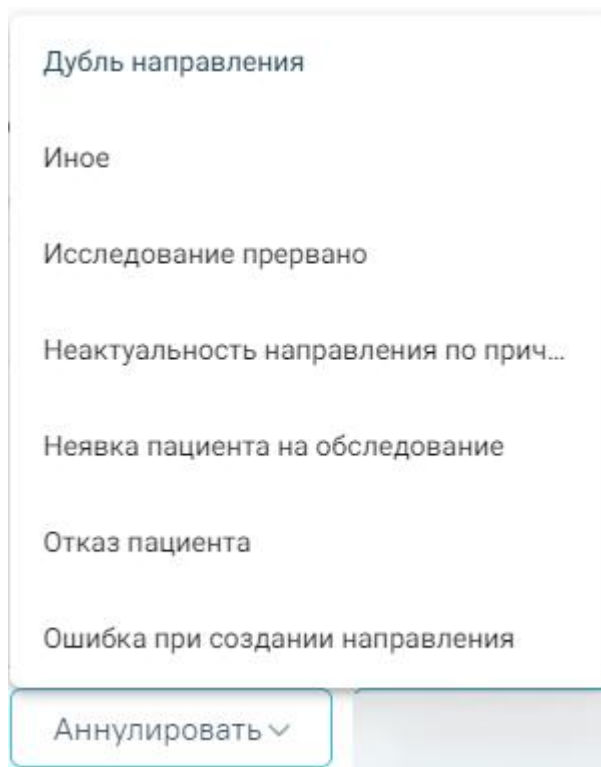 Дубль направления
Иное
Исследование прервано
Неактуальность направления по прич...
Неявка пациента на обследование
Отказ пациента
Ошибка при создании направления
Аннулировать